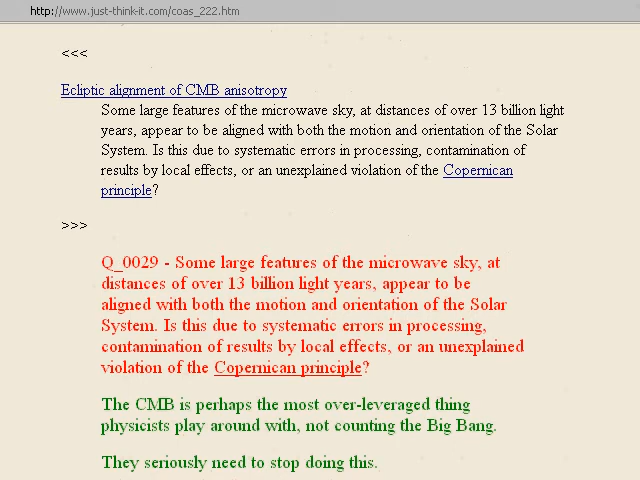 http://www.just-think-it.com/coas_222.htm
<<<
Ecliptic alignment of CMB anisotropy
Some large features of the microwave sky, at distances of over 13 billion light
years, appear to be aligned with both the motion and orientation of the Solar
System. Is this due to systematic errors in processing, contamination of
results by local effects, or an unexplained violation of the Copernican
principle?
>>>
Q_0029 - Some large features of the microwave sky, at
distances of over 13 billion light years, appear to be
aligned with both the motion and orientation of the Solar
System. Is this due to systematic errors in processing,
contamination of results by local effects, or an unexplained
violation of the Copernican principle?
The CMB is perhaps the most over-leveraged thing
physicists play around with, not counting the Big Bang.
They seriously need to stop doing this.